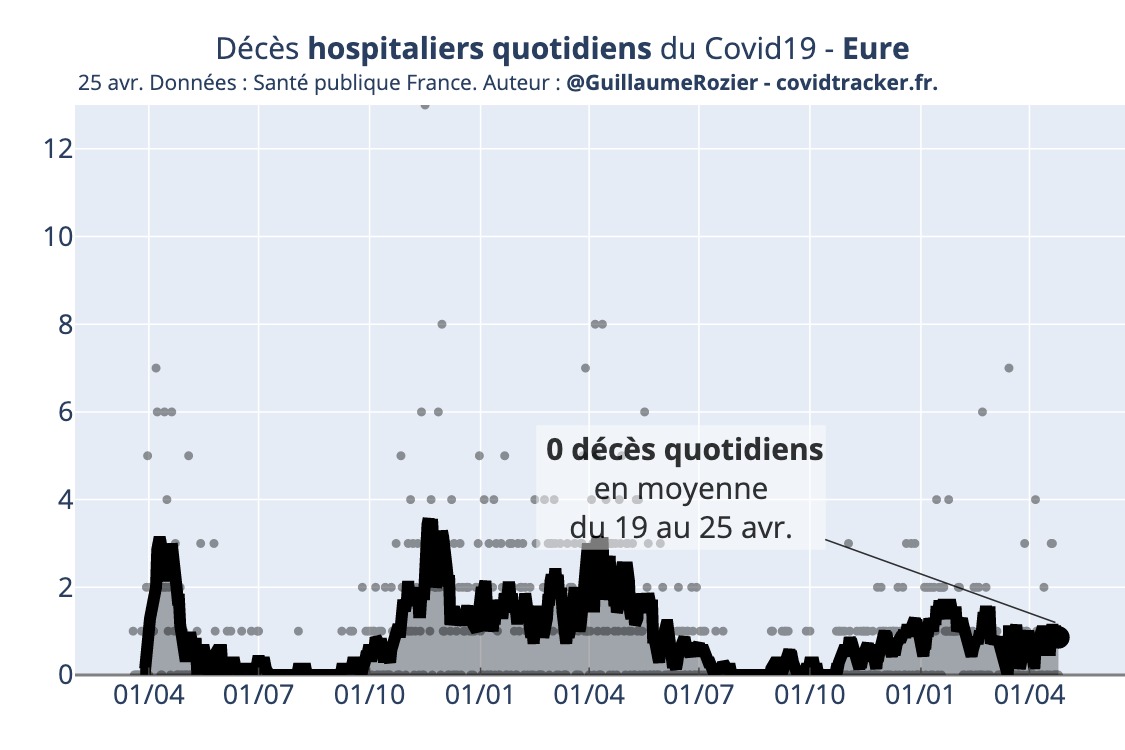 Décès hospitaliers quotidiens du Covid19 - Eure
25 avr. Données : Santé publique France. Auteur : @GuillaumeRozier - covidtracker.fr.
12
10
8
6
0 décès quotidiens
en moyenne
4
du 19 au 25 avr.
2
0
01/04 01/07 01/10 01/01 01/04 01/07 01/10 01/01 01/04